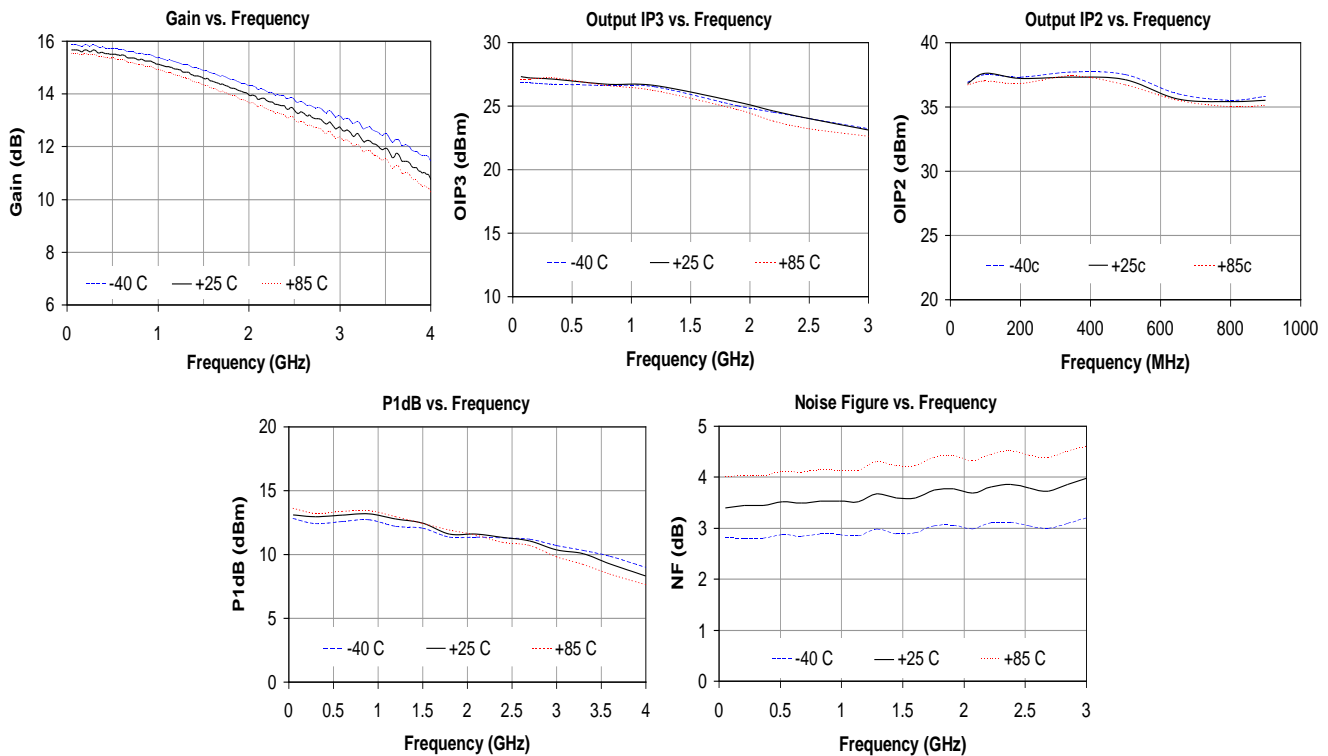 Gain vs. Frequency
Gain (dB)
16
14
12
10
8
6
-40 C +25 C +85 C
0 1 2 3 4
Frequency (GHz)
Output IP3 vs. Frequency
OIP3 (dBm)
30
25
20
15
10
-40 C +25 C +85 C
0 0.5 1 1.5 2 2.5 3
Frequency (GHz)
Output IP2 vs. Frequency
OIP2 (dBm)
40
35
30
25
20
-40c +25c +85c
0 200 400 600 800 1000
Frequency (MHz)
P1dB vs. Frequency
P1dB (dBm)
20
15
10
5
0
-40 C +25 C +85 C
0 0.5 1 1.5 2 2.5 3 3.5 4
Frequency (GHz)
Noise Figure vs. Frequency
NF (dB)
5
4
3
2
1
0
-40 C +25 C +85 C
0 0.5 1 1.5 2 2.5 3
Frequency (GHz)